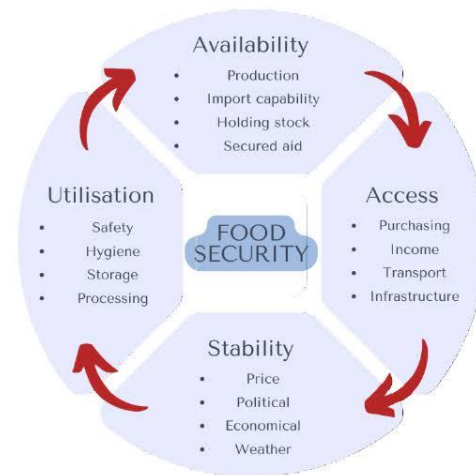 Availability
• Production
• Import capability
• Holding stock
• Secured aid
Access
• Purchasing
• Income
• Transport
• Infrastructure
Stability
• Price
• Political
• Economical
• Weather
Utilisation
• Safety
• Hygiene
• Storage
• Processing
FOOD
SECURITY